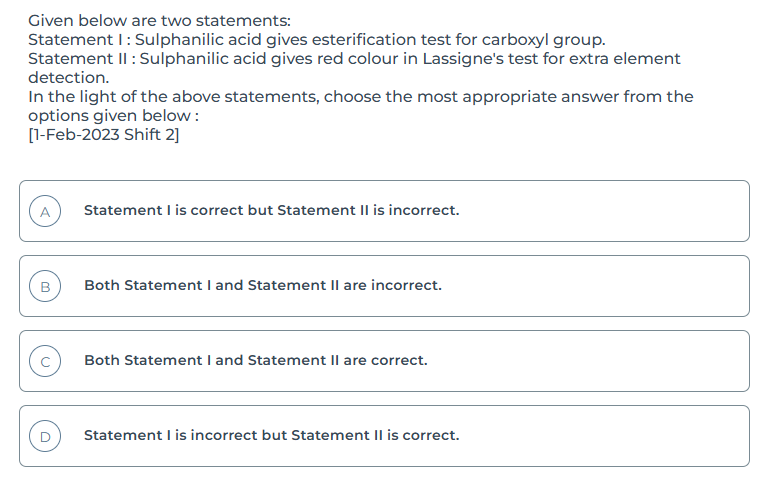 Given below are two statements:
Statement I : Sulphanilic acid gives esterification test for carboxyl group.
Statement II : Sulphanilic acid gives red colour in Lassigne's test for extra element
detection.
In the light of the above statements, choose the most appropriate answer from the
options given below :
[1-Feb-2023 Shift 2]
A Statement I is correct but Statement II is incorrect.
B Both Statement I and Statement II are incorrect.
C Both Statement I and Statement II are correct.
D Statement I is incorrect but Statement II is correct.